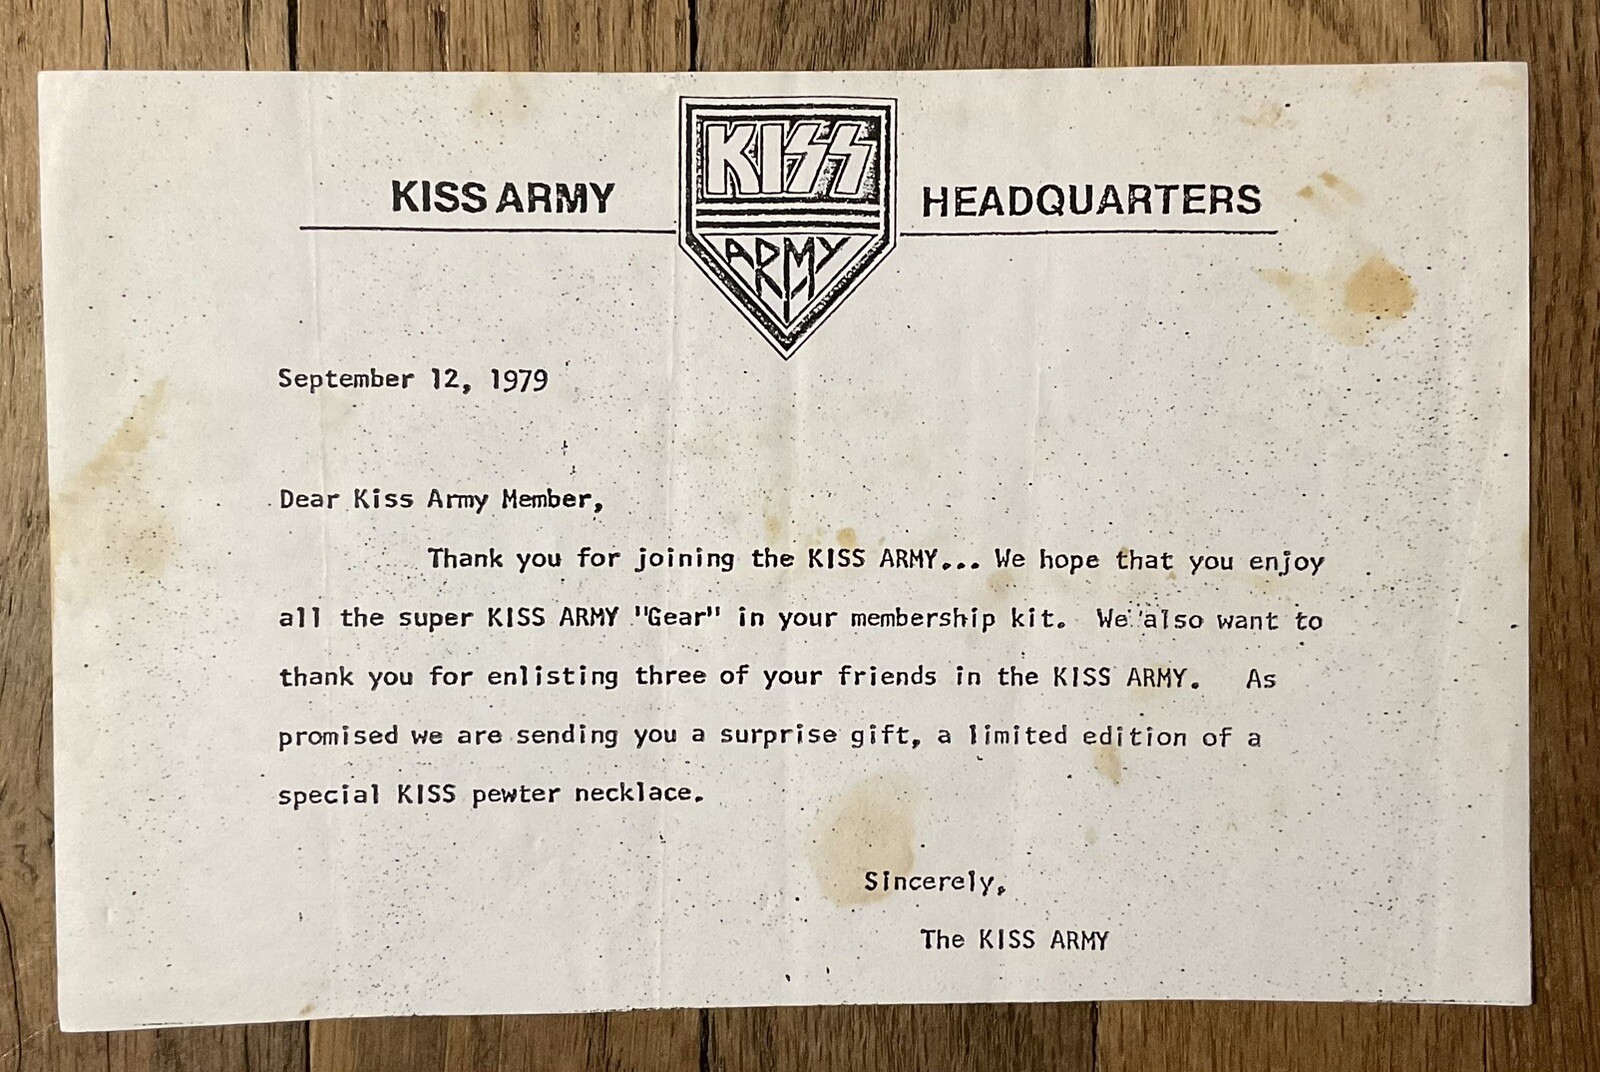 KISS ARMY KISS ARMY HEADQUARTERS
September 12, 1979
Dear Kiss Army Member,
Thank you for joining the KISS ARMY... We hope that you enjoy
all the super KISS ARMY "Gear" in your membership kit. We also want to
thank you for enlisting three of your friends in the KISS ARMY. As
promised we are sending you a surprise gift, a limited edition of a
special KISS pewter necklace.
Sincerely,
The KISS ARMY